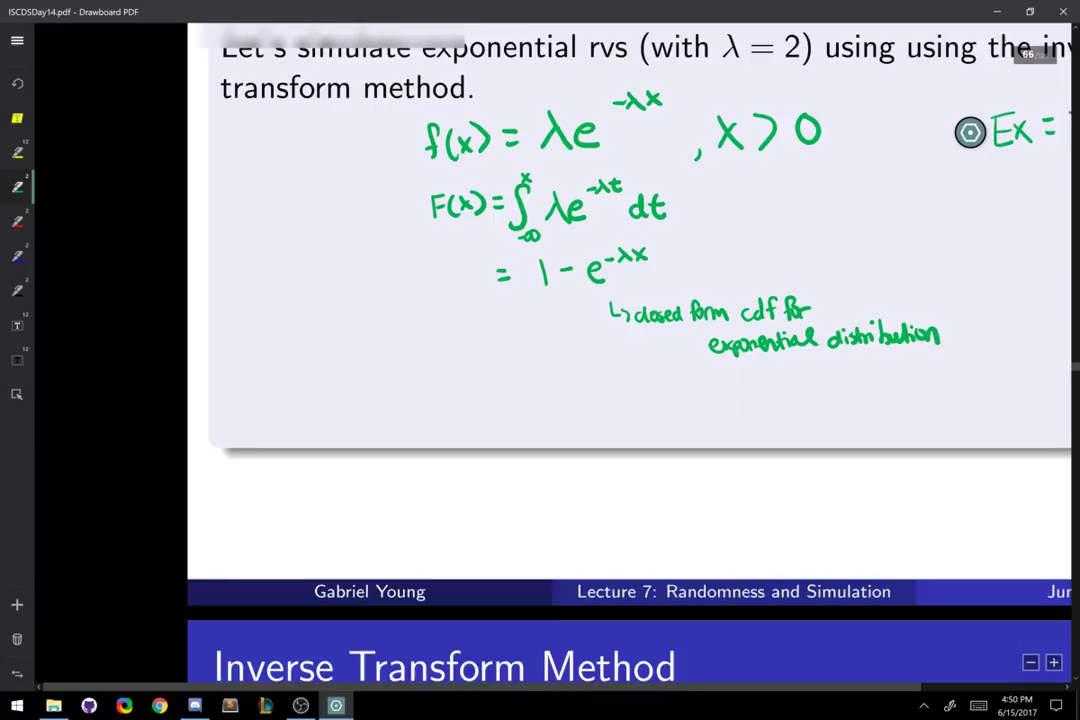 ISCDSDay14.pdf - Drawboard PDF
Let's simulate exponential rvs (with λ = 2) using using the inv
transform method.
f(x) = λe^{-λx}, x > 0
Ex =
F(x) = ∫_{-∞}^{x} λe^{-λt} dt
= 1 - e^{-λx}
↳ closed form cdf for
exponential distribution
Gabriel Young
Lecture 7: Randomness and Simulation
Jun
Inverse Transform Method
4:50 PM
6/15/2017